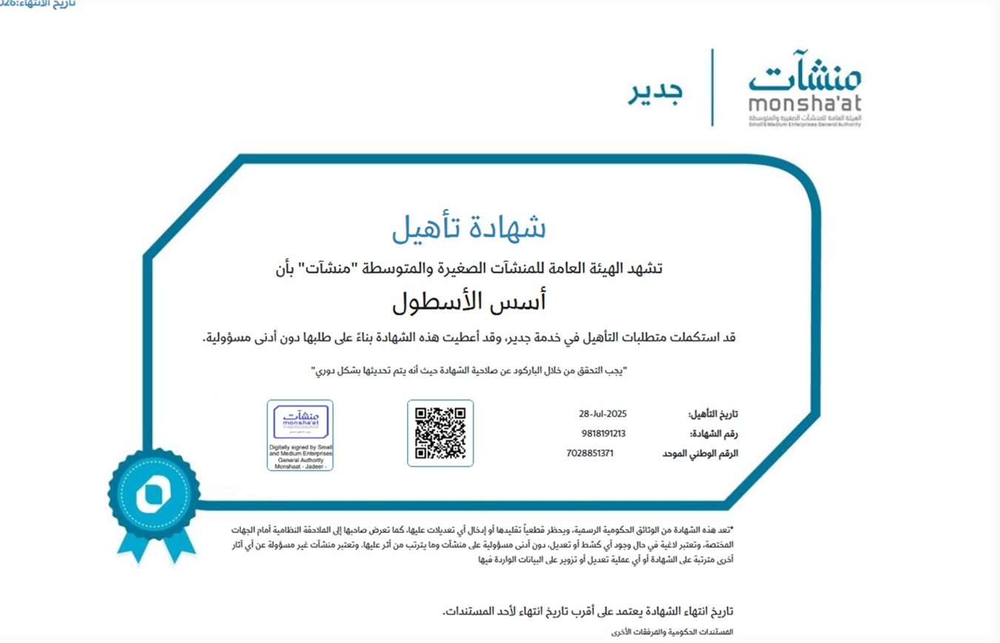 تاريخ الانتهاء:
منشآت
monsha'at
الهيئة العامة للمنشآت الصغيرة والمتوسطة
Small & Medium Enterprises General Authority
جدير
شهادة تأهيل
تشهد الهيئة العامة للمنشآت الصغيرة والمتوسطة "منشآت" بأن
أسس الأسطول
قد استكملت متطلبات التأهيل في خدمة جدير، وقد أعطيت هذه الشهادة بناءً على طلبها دون أدنى مسؤولية.
"يجب التحقق من خلال الباركود عن صلاحية الشهادة حيث أنه يتم تحديثها بشكل دوري"
تاريخ التأهيل: 28-Jul-2025
رقم الشهادة: 9818191213
الرقم الوطني الموحد 7028851371
منشآت
monsha'at
Digitally signed by Small
and Medium Enterprises
General Authority
Monshaat - Jadeer -
*تعد هذه الشهادة من الوثائق الحكومية الرسمية، ويحظر قطعياً تقليدها أو إدخال أي تعديلات عليها، كما تعرض صاحبها إلى الملاحقة النظامية أمام الجهات
المختصة، وتعتبر لاغية في حال وجود أي كشط أو تعديل، دون أدنى مسؤولية على منشآت وما يترتب من أثر عليها. وتعتبر منشآت غير مسؤولة عن أي آثار
أخرى مترتبة على الشهادة أو أي عملية تعديل أو تزوير على البيانات الواردة فيها
تاريخ انتهاء الشهادة يعتمد على أقرب تاريخ انتهاء لأحد المستندات.
المستندات الحكومية والمرفقات الأخرى